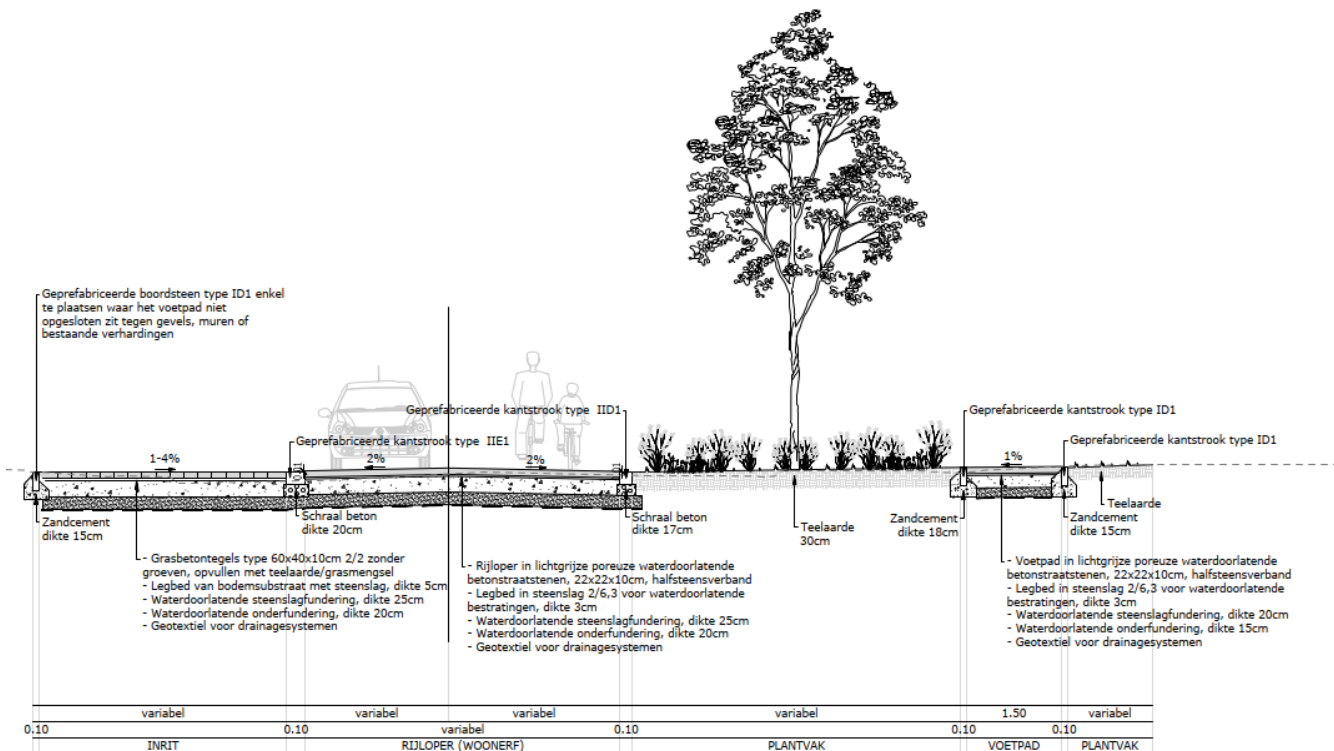 Geprefabriceerde boordsteen type ID1 enkel
te plaatsen waar het voetpad niet
opgesloten zit tegen gevels, muren of
bestaande verhardingen
Geprefabriceerde kantstrook type IID1
Geprefabriceerde kantstrook type IIE1
Geprefabriceerde kantstrook type ID1
Geprefabriceerde kantstrook type ID1
1-4%
2%
2%
1%
Zandcement
dikte 15cm
Schraal beton
dikte 20cm
Schraal beton
dikte 17cm
Teelaarde
30cm
Zandcement
dikte 18cm
Zandcement
dikte 15cm
Teelaarde
- Grasbetontegels type 60x40x10cm 2/2 zonder
groeven, opvullen met teelaarde/grasmengsel
- Legbed van bodemsubstraat met steenslag, dikte 5cm
- Waterdoorlatende steenslagfundering, dikte 25cm
- Waterdoorlatende onderfundering, dikte 20cm
- Geotextiel voor drainagesystemen
- Rijloper in lichtgrijze poreuze waterdoorlatende
betonstraatstenen, 22x22x10cm, halfsteensverband
- Legbed in steenslag 2/6,3 voor waterdoorlatende
bestratingen, dikte 3cm
- Waterdoorlatende steenslagfundering, dikte 25cm
- Waterdoorlatende onderfundering, dikte 20cm
- Geotextiel voor drainagesystemen
- Voetpad in lichtgrijze poreuze waterdoorlatende
betonstraatstenen, 22x22x10cm, halfsteensverband
- Legbed in steenslag 2/6,3 voor waterdoorlatende
bestratingen, dikte 3cm
- Waterdoorlatende steenslagfundering, dikte 20cm
- Waterdoorlatende onderfundering, dikte 15cm
- Geotextiel voor drainagesystemen
variabel variabel variabel variabel 1.50 variabel
0.10 0.10 variabel 0.10 0.10 0.10
INRIT RIJLOPER (WOONERF) PLANTVAK VOETPAD PLANTVAK